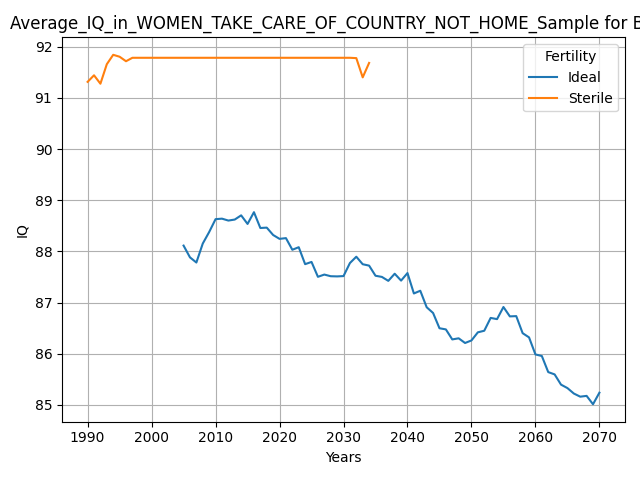 Average_IQ_in_WOMEN_TAKE_CARE_OF_COUNTRY_NOT_HOME_Sample for
Fertility
Ideal
Sterile
IQ
92
91
90
89
88
87
86
85
1990 2000 2010 2020 2030 2040 2050 2060 2070
Years